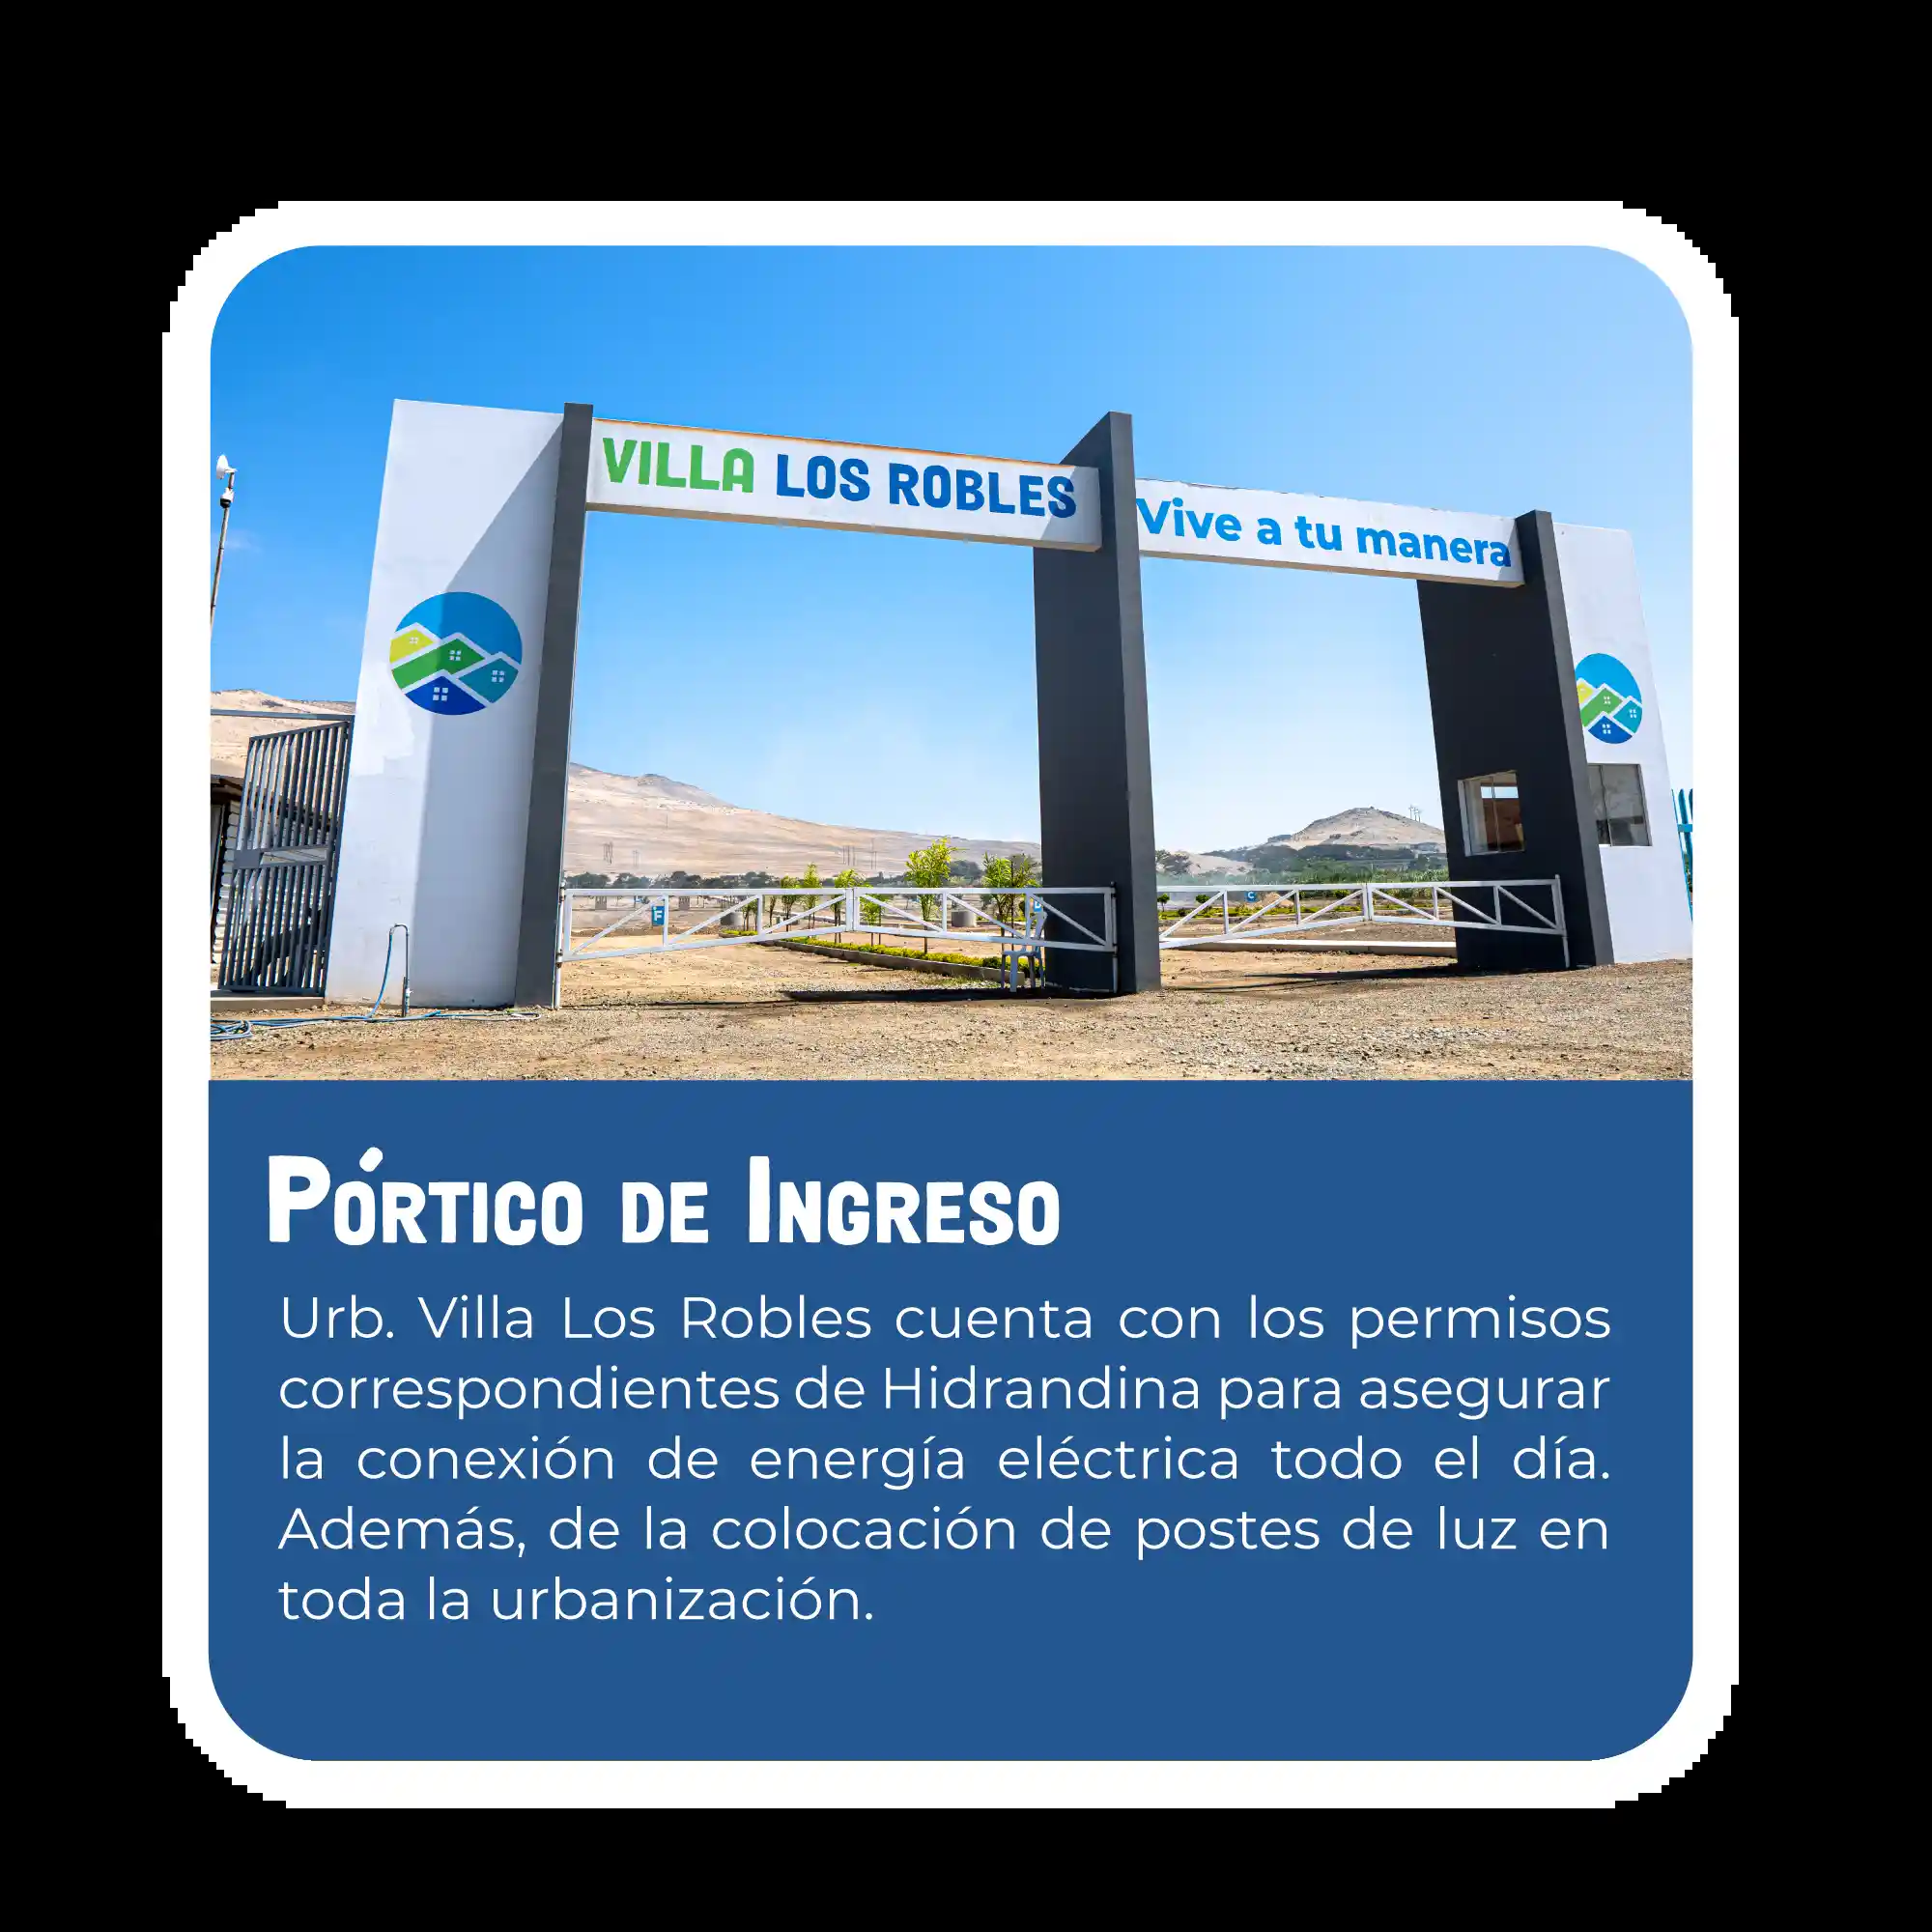 VILLA LOS ROBLES
Vive a tu manera
F
C
Pórtico de Ingreso
Urb. Villa Los Robles cuenta con los permisos
correspondientes de Hidrandina para asegurar
la conexión de energía eléctrica todo el día.
Además, de la colocación de postes de luz en
toda la urbanización.